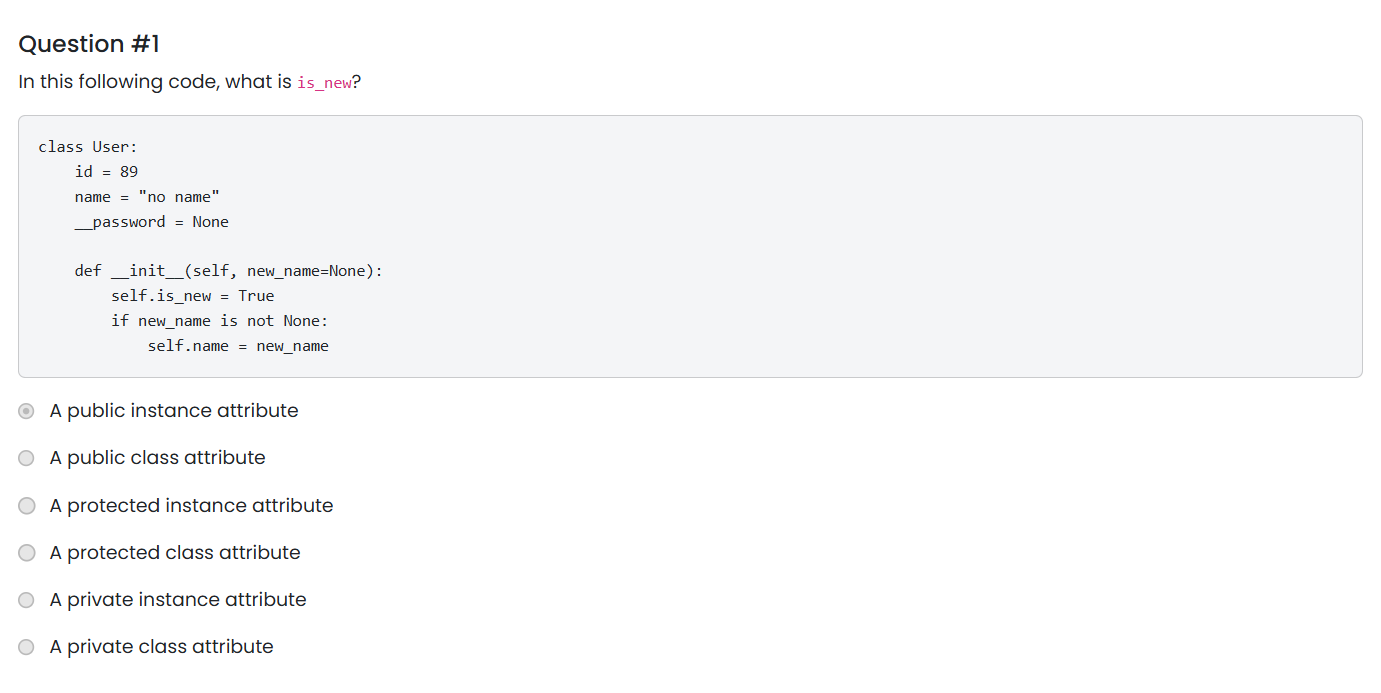 Question #1
In this following code, what is is_new?
class User:
    id = 89
    name = "no name"
    __password = None

    def __init__(self, new_name=None):
        self.is_new = True
        if new_name is not None:
            self.name = new_name
A public instance attribute
A public class attribute
A protected instance attribute
A protected class attribute
A private instance attribute
A private class attribute